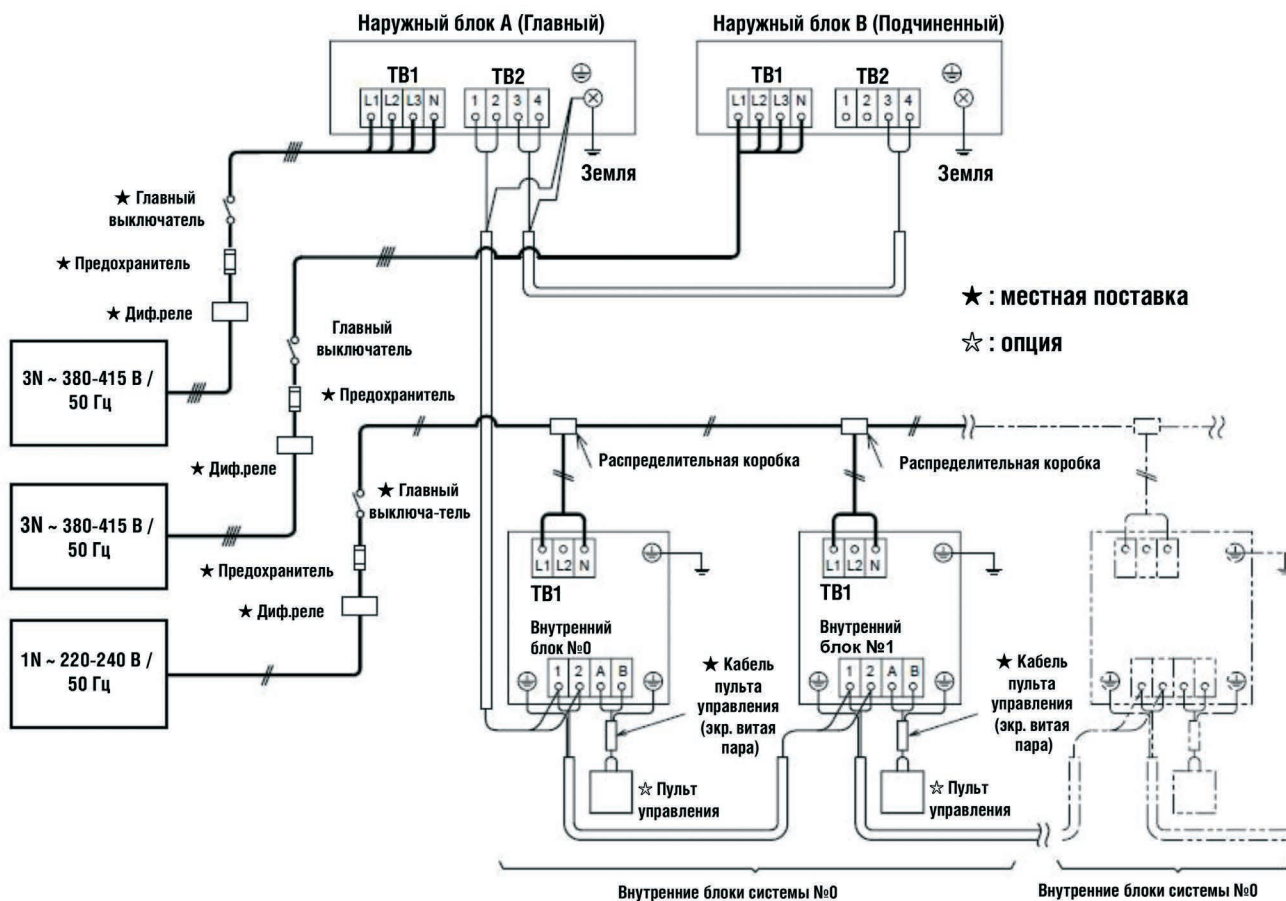 Наружный блок А (Главный)
Наружный блок В (Подчиненный)
TB1
TB2
L1 L2 L3 N
1 2 3 4
Земля
TB1
TB2
L1 L2 L3 N
1 2 3 4
Земля
★ Главный
выключатель
★ Предохранитель
★ Диф.реле
3N ~ 380-415 В /
50 Гц
Главный
выключатель
★ Предохранитель
★ Диф.реле
3N ~ 380-415 В /
50 Гц
★ Главный
выключа-тель
★ Предохранитель
★ Диф.реле
1N ~ 220-240 В /
50 Гц
★ : местная поставка
☆ : опция
Распределительная коробка
Распределительная коробка
L1 L2 N
TB1
Внутренний
блок №0
1 2 A B
★ Кабель
пульта
управления
(экр. витая
пара)
☆ Пульт
управления
L1 L2 N
TB1
Внутренний
блок №1
1 2 A B
★ Кабель
пульта
управления
(экр. витая
пара)
☆ Пульт
управления
Внутренние блоки системы №0
Внутренние блоки системы №0